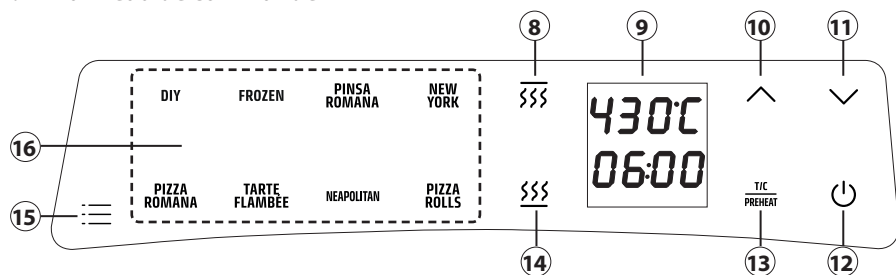 8
9
10
11
DIY
FROZEN
PINSA
ROMANA
NEW
YORK
430°C
06:00
16
PIZZA
ROMANA
TARTE
FLAMBÈE
NEAPOLITAN
PIZZA
ROLLS
T/C
PREHEAT
15
14
13
12